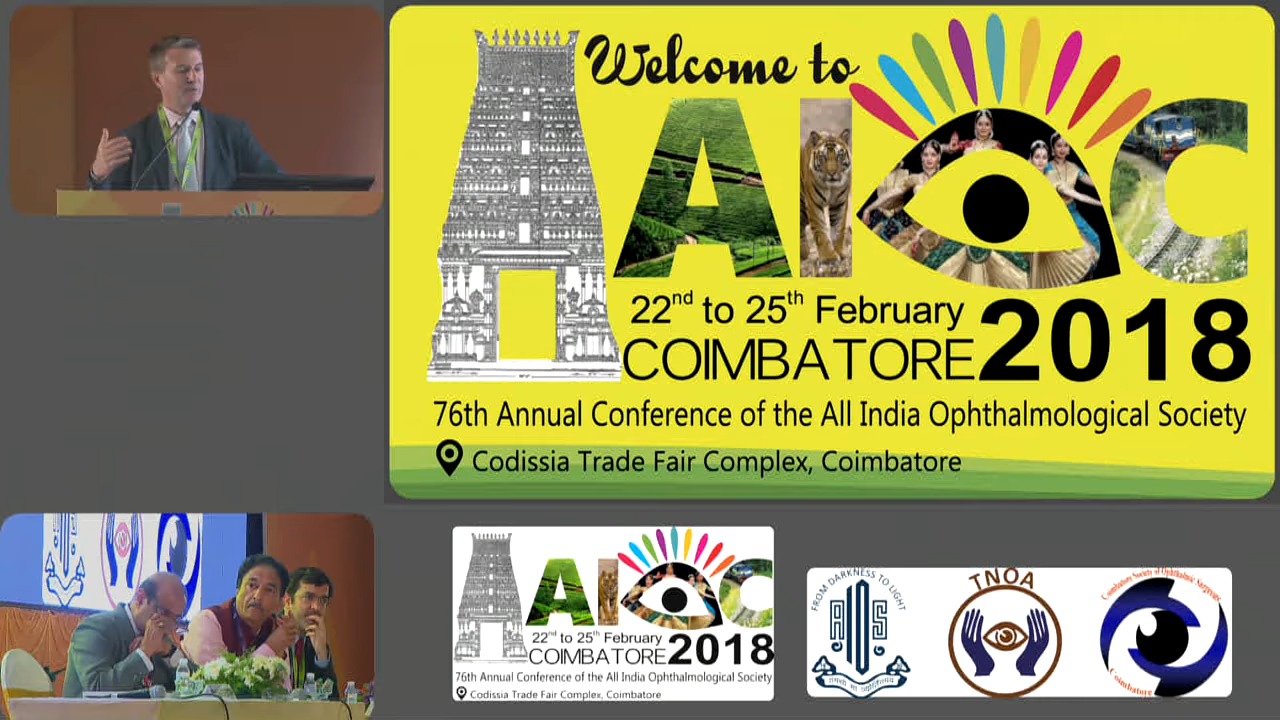 Welcome to
AIOC
22nd to 25th February
COIMBATORE 2018
76th Annual Conference of the All India Ophthalmological Society
Codissia Trade Fair Complex, Coimbatore
AIOC
22nd to 25th February
COIMBATORE 2018
76th Annual Conference of the All India Ophthalmological Society
Codissia Trade Fair Complex, Coimbatore
FROM DARKNESS TO LIGHT
AIOS
TNOA
Coimbatore Society of Ophthalmic Surgeons
Coimbatore